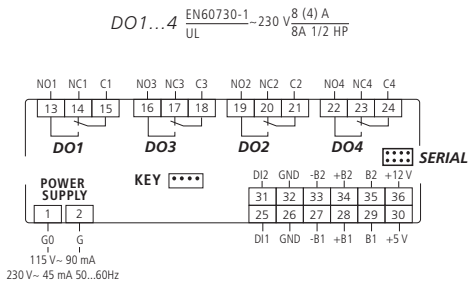 DO1...4 EN60730-1 ~230 V 8 (4) A
UL 8A 1/2 HP
NO1 NC1 C1 NO3 NC3 C3 NO2 NC2 C2 NO4 NC4 C4
13 14 15 16 17 18 19 20 21 22 23 24
DO1 DO3 DO2 DO4
SERIAL
POWER SUPPLY
KEY
DI2 GND -B2 +B2 B2 +12 V
1 2
31 32 33 34 35 36
25 26 27 28 29 30
G0 G
DI1 GND -B1 +B1 B1 +5 V
115 V~ 90 mA
230 V~ 45 mA 50...60Hz